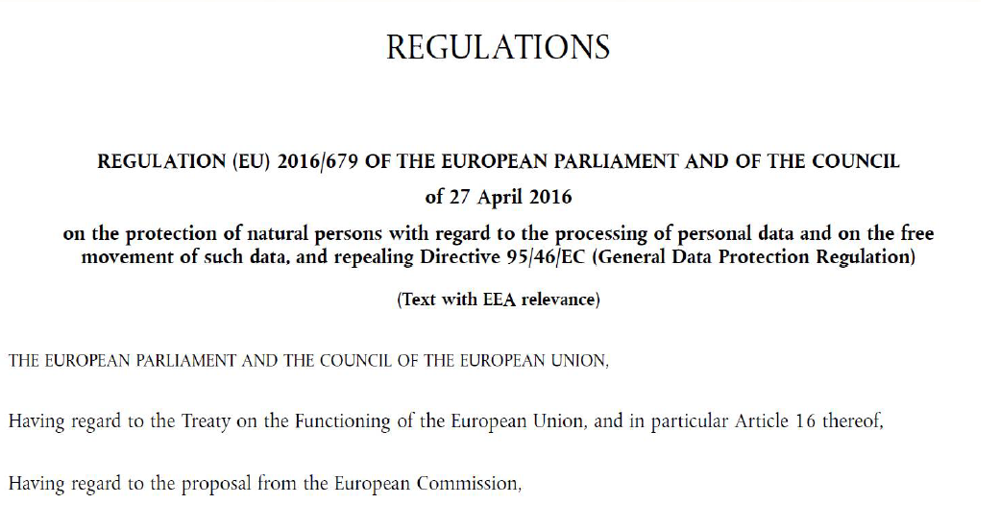 REGULATIONS
REGULATION (EU) 2016/679 OF THE EUROPEAN PARLIAMENT AND OF THE COUNCIL
of 27 April 2016
on the protection of natural persons with regard to the processing of personal data and on the free
movement of such data, and repealing Directive 95/46/EC (General Data Protection Regulation)
(Text with EEA relevance)
THE EUROPEAN PARLIAMENT AND THE COUNCIL OF THE EUROPEAN UNION,
Having regard to the Treaty on the Functioning of the European Union, and in particular Article 16 thereof,
Having regard to the proposal from the European Commission,